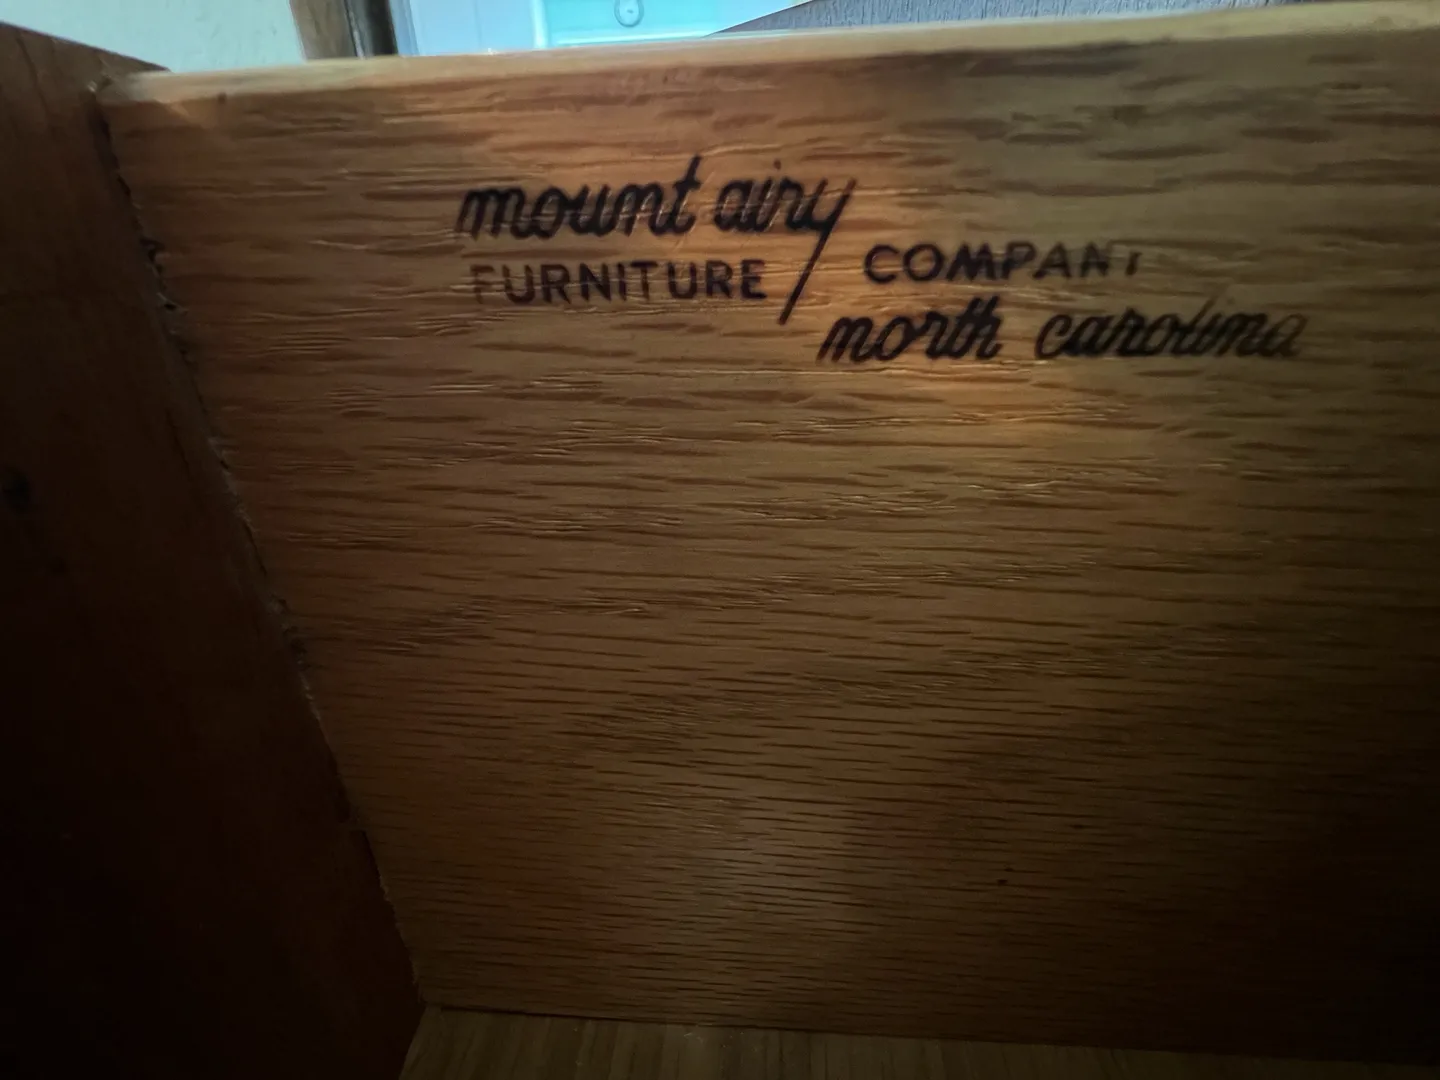 mount airy
FURNITURE COMPANY
north carolina